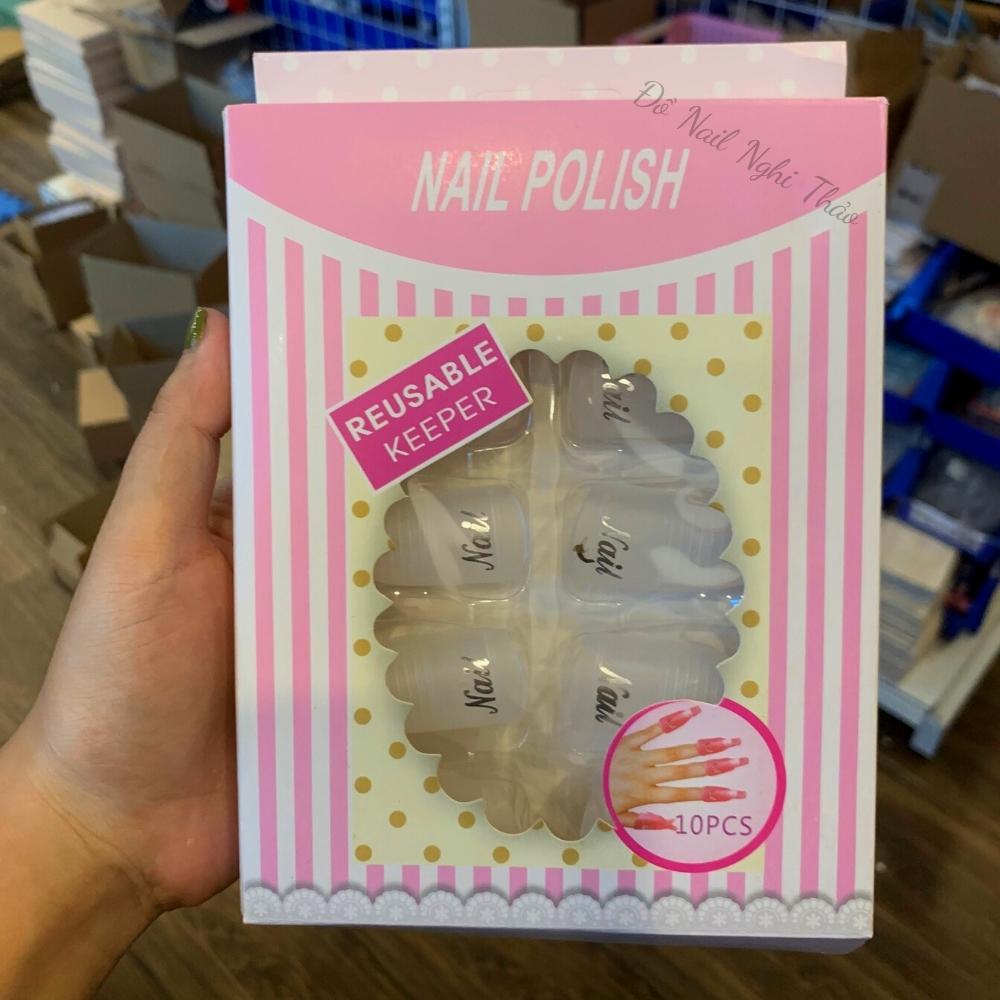 Đồ Nail Nghi Thảo
NAIL POLISH
REUSABLE
KEEPER
Nail
Nail
Nail
Nail
Nail
10PCS